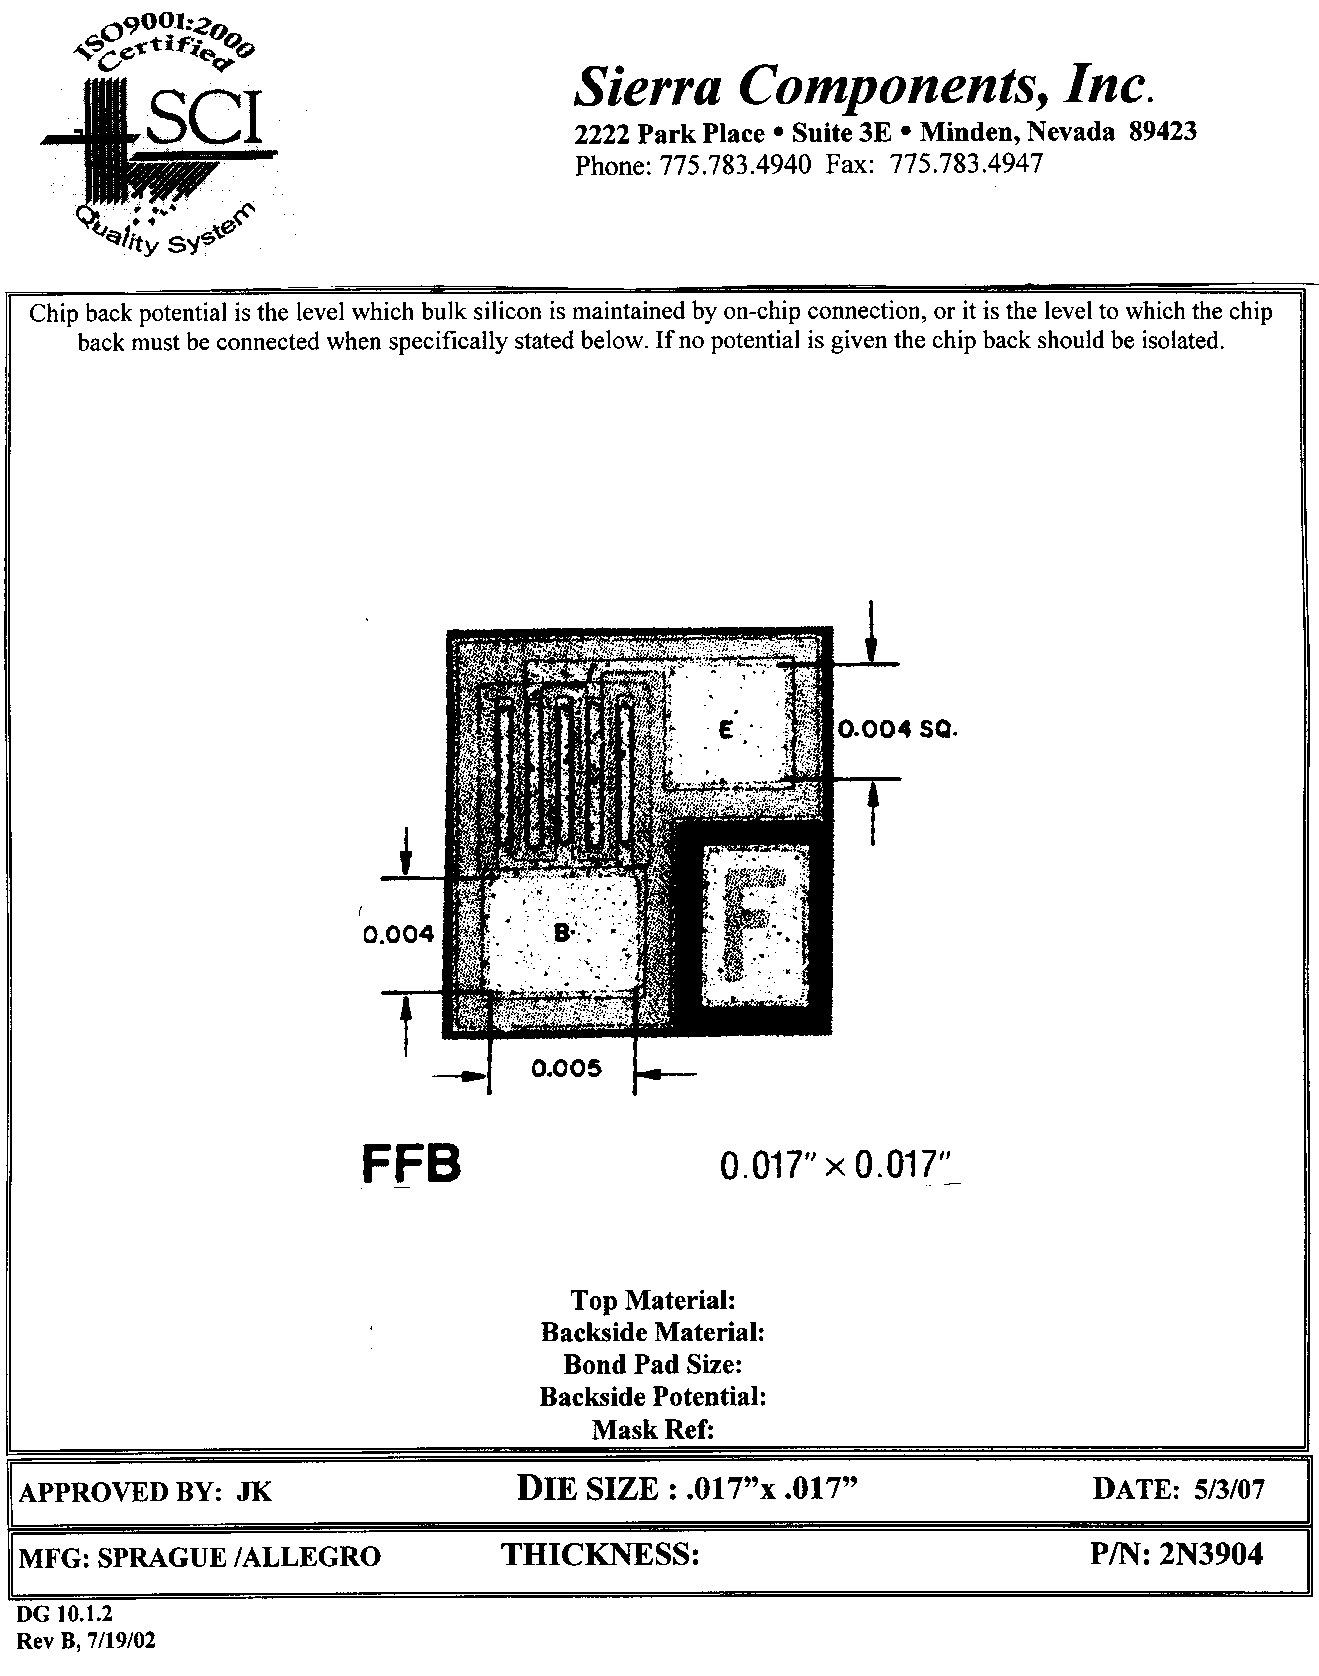 ISO9001:2000
Certified
SCI
Quality System
Sierra Components, Inc.
2222 Park Place • Suite 3E • Minden, Nevada 89423
Phone: 775.783.4940 Fax: 775.783.4947
Chip back potential is the level which bulk silicon is maintained by on-chip connection, or it is the level to which the chip
back must be connected when specifically stated below. If no potential is given the chip back should be isolated.
E
0.004 SQ.
0.004
B
F
0.005
FFB
0.017" x 0.017"
Top Material:
Backside Material:
Bond Pad Size:
Backside Potential:
Mask Ref:
APPROVED BY: JK
DIE SIZE : .017”x .017”
DATE: 5/3/07
MFG: SPRAGUE /ALLEGRO
THICKNESS:
P/N: 2N3904
DG 10.1.2
Rev B, 7/19/02